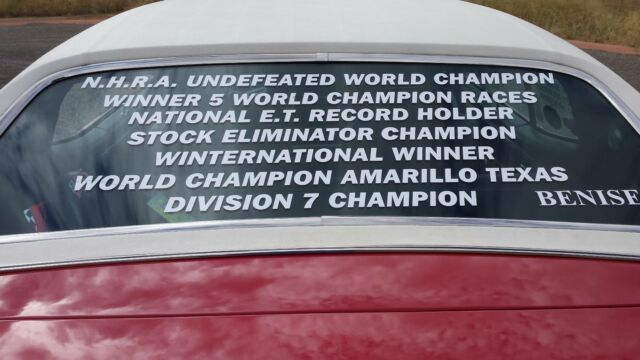 N.H.R.A. UNDEFEATED WORLD CHAMPION
WINNER 5 WORLD CHAMPION RACES
NATIONAL E.T. RECORD HOLDER
STOCK ELIMINATOR CHAMPION
WINTERNATIONAL WINNER
WORLD CHAMPION AMARILLO TEXAS
DIVISION 7 CHAMPION
BENISE